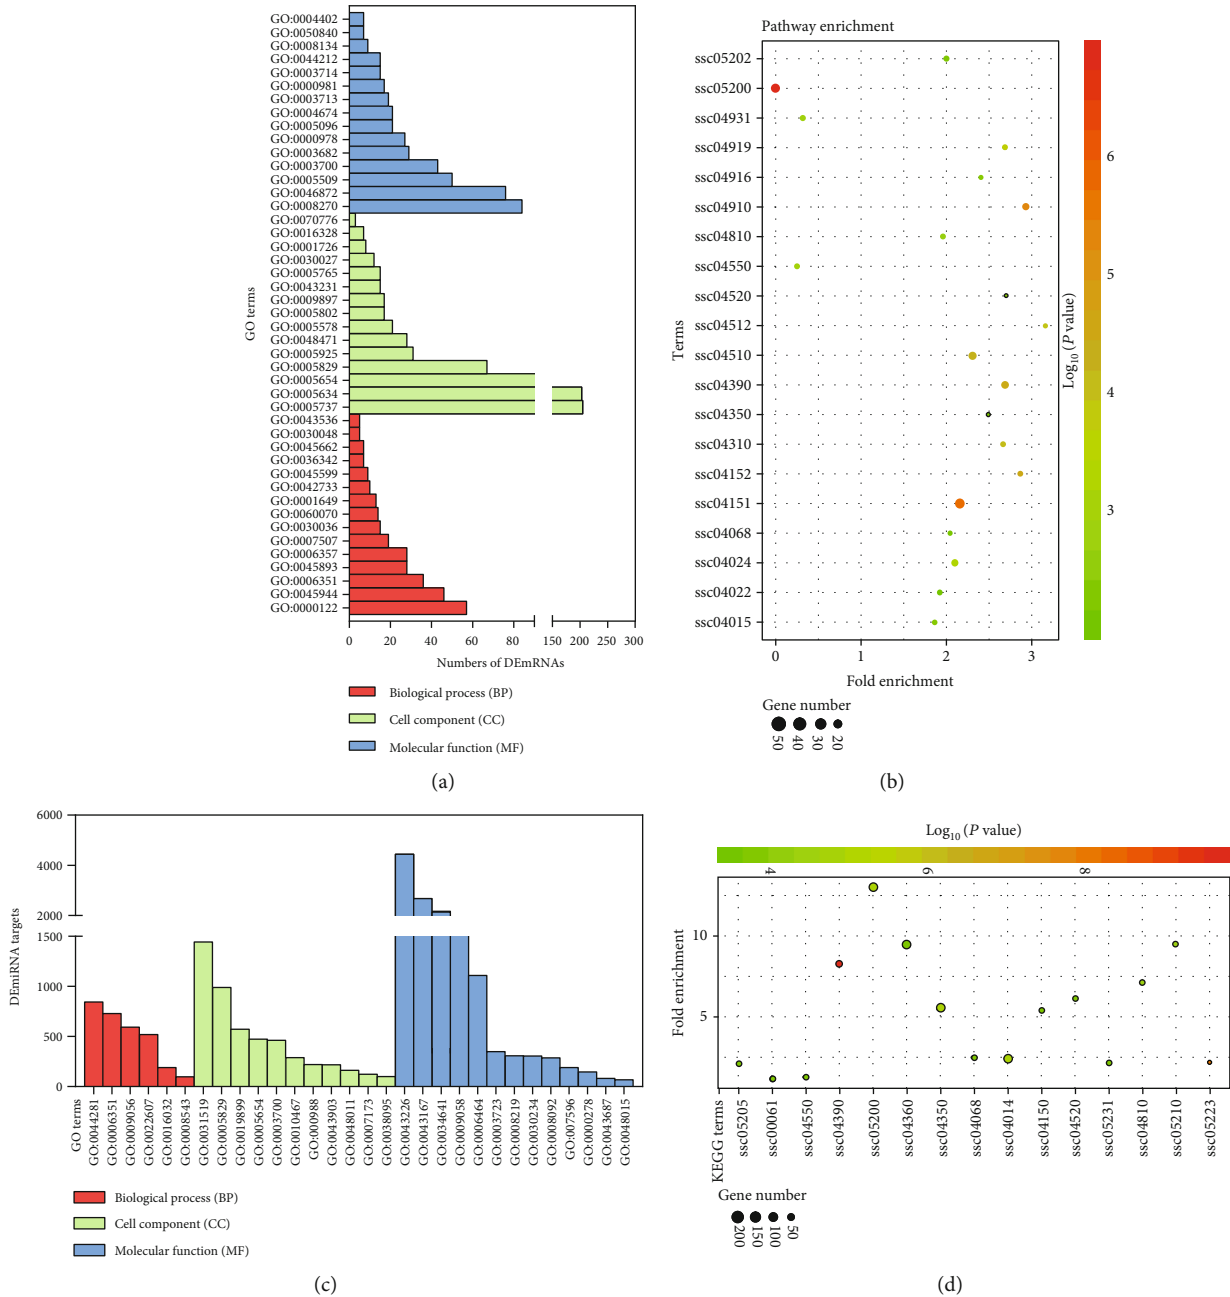 GO:0004402
GO:0050840
GO:0008134
GO:0044212
GO:0003714
GO:0000981
GO:0003713
GO:0004674
GO:0005096
GO:0000978
GO:0003682
GO:0003700
GO:0005509
GO:0046872
GO:0008270
GO:0070776
GO:0016328
GO:0001726
GO:0030027
GO:0005765
GO:0043231
GO:0009897
GO:0005802
GO:0005578
GO:0048471
GO:0005925
GO:0005829
GO:0005654
GO:0005634
GO:0005737
GO:0043536
GO:0030048
GO:0045662
GO:0036342
GO:0045599
GO:0042733
GO:0001649
GO:0060070
GO:0030036
GO:0007507
GO:0006357
GO:0045893
GO:0006351
GO:0045944
GO:0000122
GO terms
0 20 40 60 80 150 200 250 300
Numbers of DEmRNAs
Biological process (BP)
Cell component (CC)
Molecular function (MF)
(a)
Pathway enrichment
ssc05202
ssc05200
ssc04931
ssc04919
ssc04916
ssc04910
ssc04810
ssc04550
ssc04520
ssc04512
ssc04510
ssc04390
ssc04350
ssc04310
ssc04152
ssc04151
ssc04068
ssc04024
ssc04022
ssc04015
Terms
0 1 2 3
Fold enrichment
6
5
4
3
Log10 (P value)
Gene number
50 40 30 20
(b)
6000
4000
2000
1500
1000
500
0
DEmiRNA targets
GO terms
GO:0044281
GO:0006351
GO:0009056
GO:0022607
GO:0016032
GO:0008543
GO:0031519
GO:0005829
GO:0019899
GO:0005654
GO:0003700
GO:0010467
GO:000988
GO:0043903
GO:0048011
GO:0007173
GO:0038095
GO:0043226
GO:0043167
GO:0034641
GO:0009058
GO:0006464
GO:0003723
GO:0008219
GO:0030234
GO:0008092
GO:007596
GO:0000278
GO:0043687
GO:0048015
Biological process (BP)
Cell component (CC)
Molecular function (MF)
(c)
Log10 (P value)
4 6 8
10
5
Fold enrichment
KEGG terms
ssc05205
ssc00061
ssc04550
ssc04390
ssc05200
ssc04360
ssc04350
ssc04068
ssc04014
ssc04150
ssc04520
ssc05231
ssc04810
ssc05210
ssc05223
Gene number
200 150 100 50
(d)